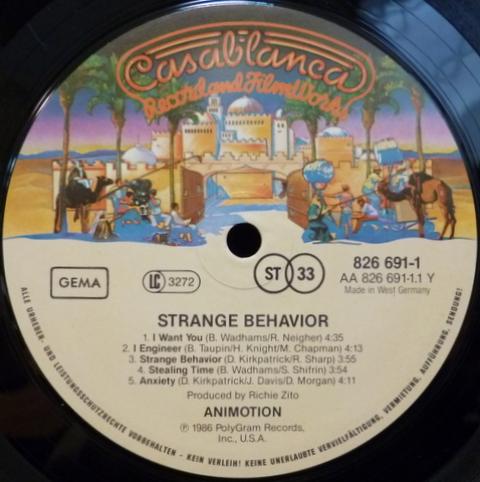 Casablanca
Record and FilmWorks
GEMA
LC 3272
ST 33
826 691-1
AA 826 691-1.1 Y
Made in West Germany
STRANGE BEHAVIOR
1. I Want You (B. Wadhams/R. Neigher) 4:35
2. I Engineer (B. Taupin/H. Knight/M. Chapman) 4:13
3. Strange Behavior (D. Kirkpatrick/R. Sharp) 3:55
4. Stealing Time (B. Wadhams/S. Shifrin) 3:54
5. Anxiety (D. Kirkpatrick/J. Davis/D. Morgan) 4:11
Produced by Richie Zito
ANIMOTION
℗ 1986 PolyGram Records,
Inc., U.S.A.
ALLE URHEBER- UND LEISTUNGSSCHUTZRECHTE VORBEHALTEN - KEIN VERLEIH! KEINE UNERLAUBTE VERVIELFÄLTIGUNG, VERMIETUNG, AUFFÜHRUNG, SENDUNG!